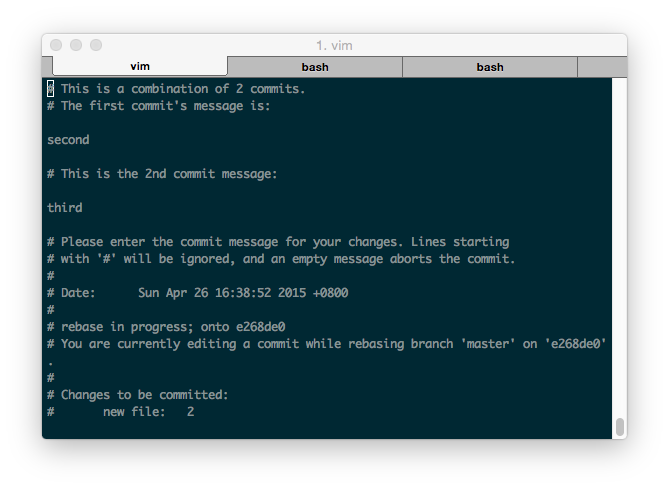 1. vim
vim bash bash
# This is a combination of 2 commits.
# The first commit's message is:
second
# This is the 2nd commit message:
third
# Please enter the commit message for your changes. Lines starting
# with '#' will be ignored, and an empty message aborts the commit.
#
# Date:      Sun Apr 26 16:38:52 2015 +0800
#
# rebase in progress; onto e268de0
# You are currently editing a commit while rebasing branch 'master' on 'e268de0'
.
#
# Changes to be committed:
#       new file:   2